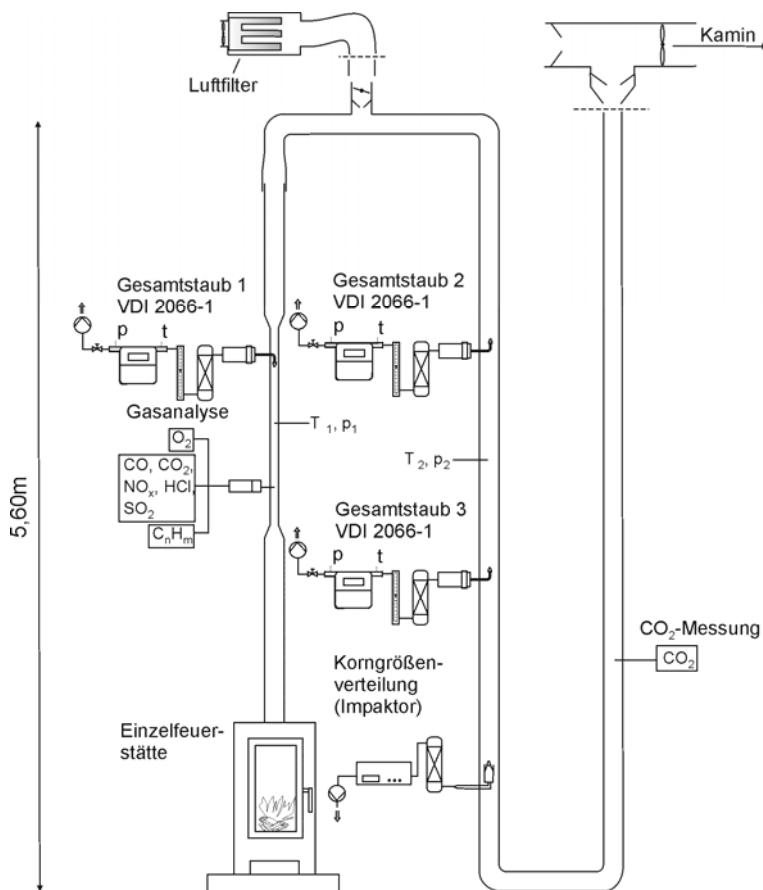 Kamin
Luftfilter
Gesamtstaub 1
VDI 2066-1
p
t
Gesamtstaub 2
VDI 2066-1
p
t
Gasanalyse
O2
CO, CO2,
NOx, HCl,
SO2
CnHm
T 1, p1
T 2, p2
5,60m
Gesamtstaub 3
VDI 2066-1
p
t
CO2-Messung
CO2
Korngrößen-
verteilung
(Impaktor)
Einzelfeuer-
stätte